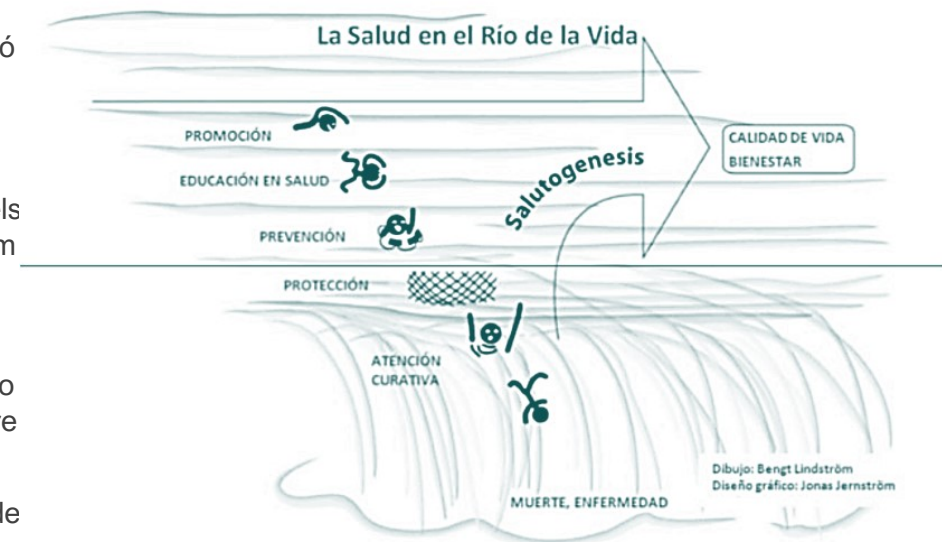 La Salud en el Río de la Vida
PROMOCIÓN
EDUCACIÓN EN SALUD
PREVENCIÓN
PROTECCIÓN
ATENCIÓN
CURATIVA
Salutogenesis
CALIDAD DE VIDA
BIENESTAR
MUERTE, ENFERMEDAD
Dibujo: Bengt Lindström
Diseño gráfico: Jonas Jernström